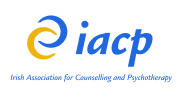 iacp
Irish Association for Counselling and Psychotherapy